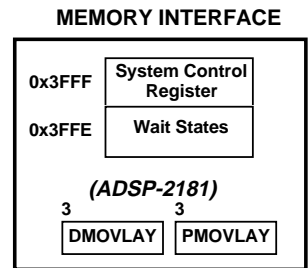 MEMORY INTERFACE
0x3FFF
System Control
Register
0x3FFE
Wait States
(ADSP-2181)
3 3
DMOVLAY PMOVLAY